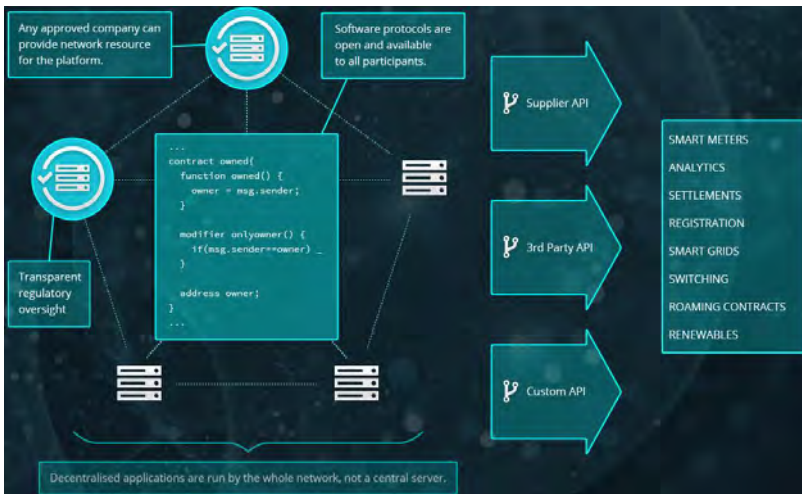 Any approved company can
provide network resource
for the platform.
Software protocols are
open and available
to all participants.
...
contract owned{
function owned() {
owner = msg.sender;
}
modifier onlyowner() {
if(msg.sender==owner) _
}
address owner;
}
...
Transparent
regulatory
oversight
Decentralised applications are run by the whole network, not a central server.
Supplier API
3rd Party API
Custom API
SMART METERS
ANALYTICS
SETTLEMENTS
REGISTRATION
SMART GRIDS
SWITCHING
ROAMING CONTRACTS
RENEWABLES